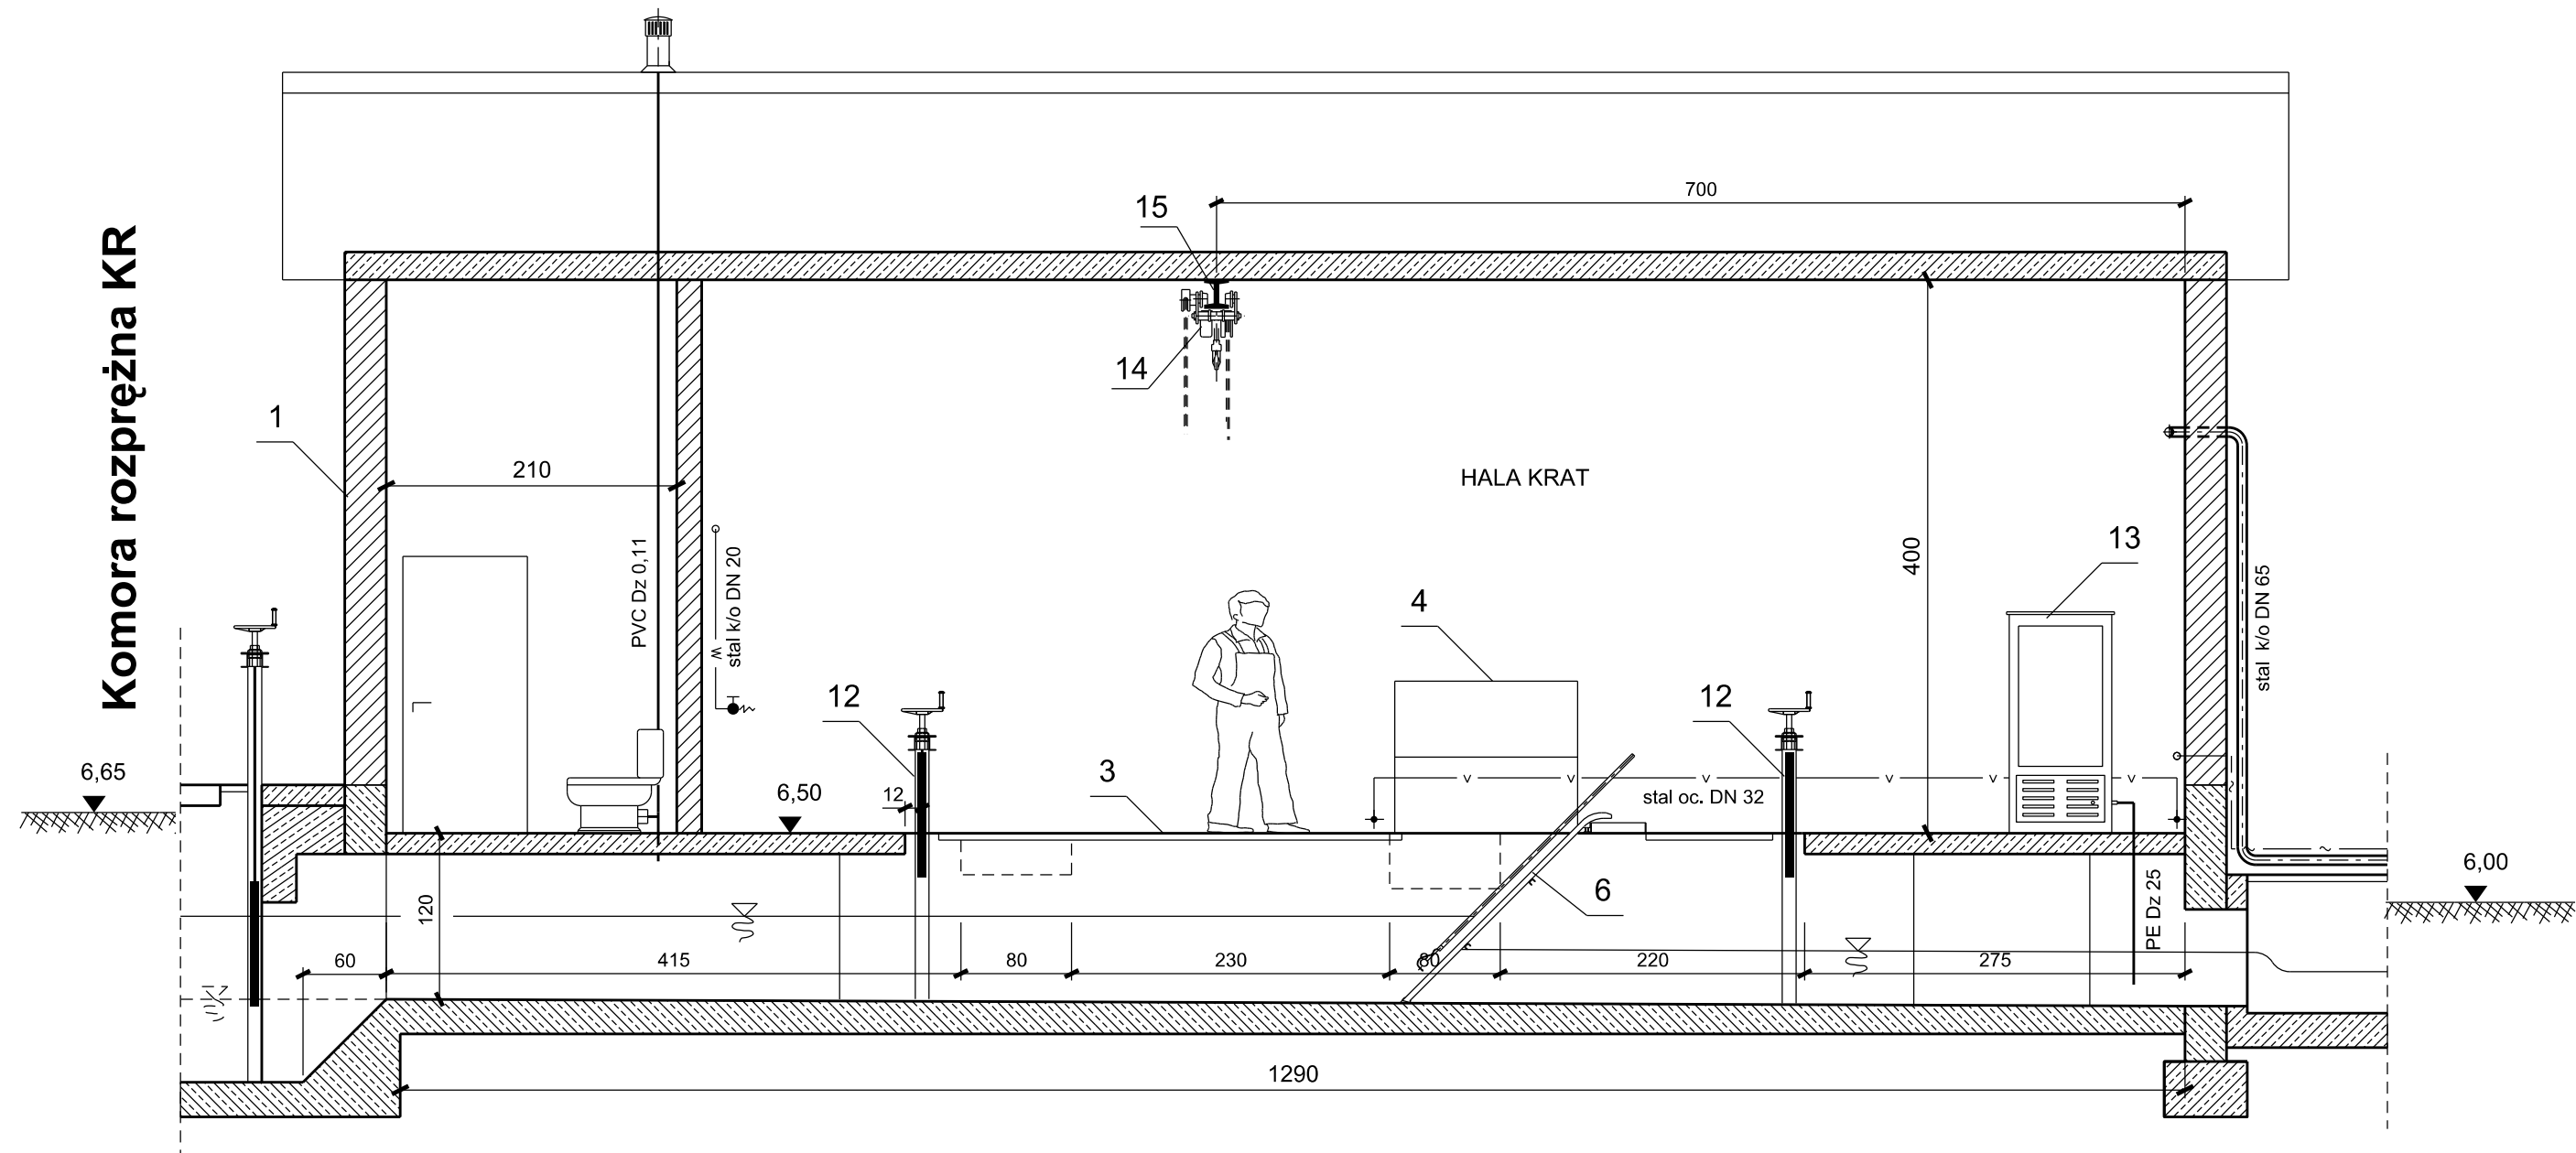 700
15
Komora rozprężna KR
14
1
210
HALA KRAT
13
400
PVC Dz 0,11
stal k/o DN 20
W
stal k/o DN 65
4
12
12
6,65
3
6,50
12
v v v v v v
stal oc. DN 32
6,00
6
120
PE Dz 25
60
415
80
230
80
220
275
1290